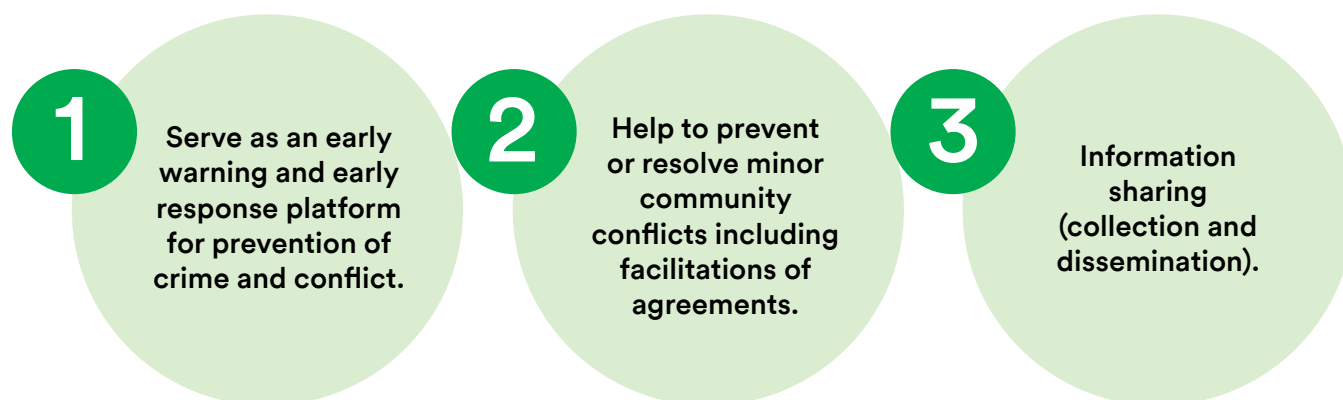 1
Serve as an early
warning and early
response platform
for prevention of
crime and conflict.
2
Help to prevent
or resolve minor
community
conflicts including
facilitations of
agreements.
3
Information
sharing
(collection and
dissemination).